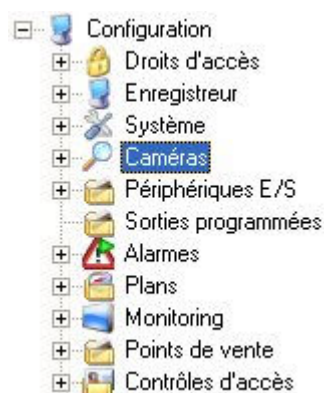 Configuration
Droits d'accès
Enregistreur
Système
Caméras
Périphériques E/S
Sorties programmées
Alarmes
Plans
Monitoring
Points de vente
Contrôles d'accès